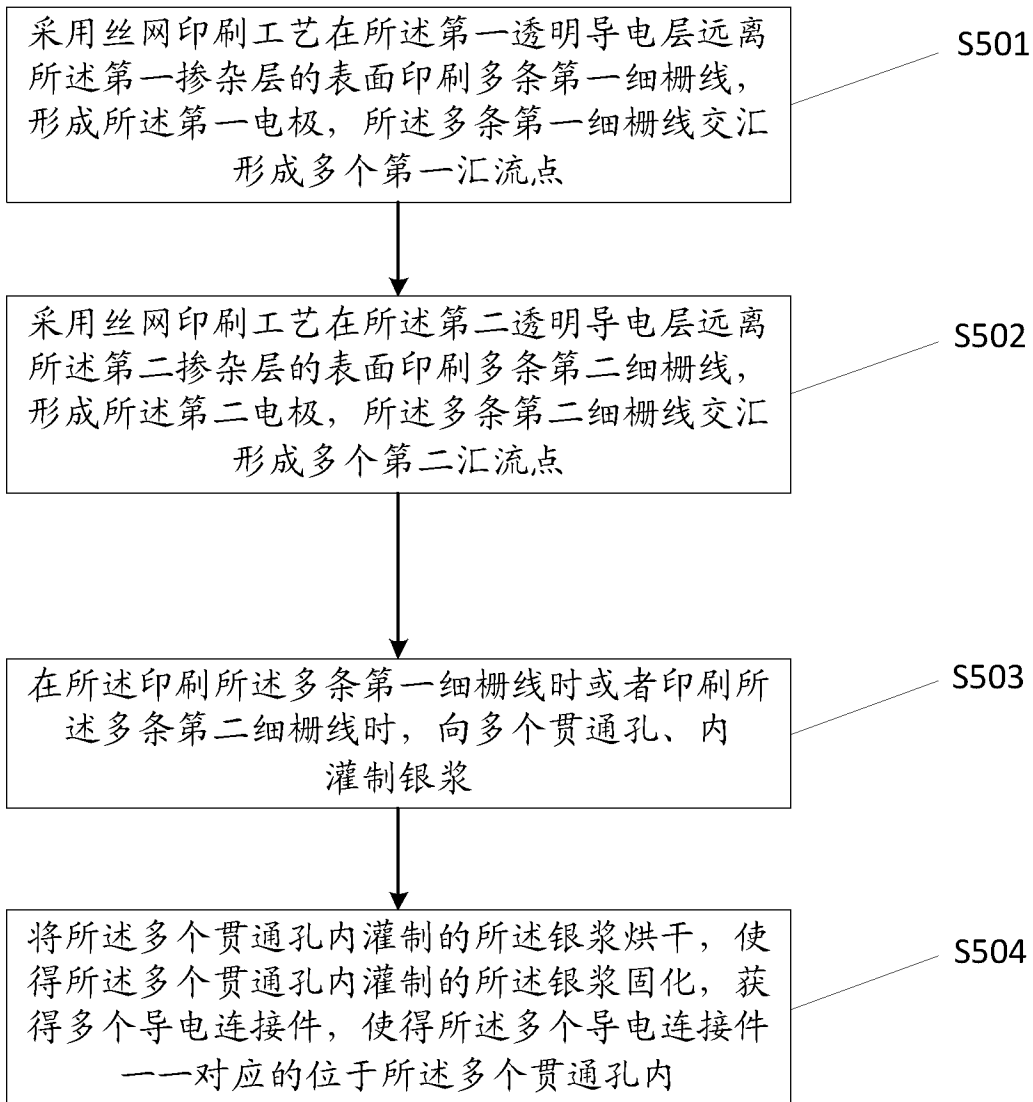 采用丝网印刷工艺在所述第一透明导电层远离
所述第一掺杂层的表面印刷多条第一细栅线，
形成所述第一电极，所述多条第一细栅线交汇
形成多个第一汇流点
S501
采用丝网印刷工艺在所述第二透明导电层远离
所述第二掺杂层的表面印刷多条第二细栅线，
形成所述第二电极，所述多条第二细栅线交汇
形成多个第二汇流点
S502
在所述印刷所述多条第一细栅线时或者印刷所
述多条第二细栅线时，向多个贯通孔、内
灌制银浆
S503
将所述多个贯通孔内灌制的所述银浆烘干，使
得所述多个贯通孔内灌制的所述银浆固化，获
得多个导电连接件，使得所述多个导电连接件
一一对应的位于所述多个贯通孔内
S504